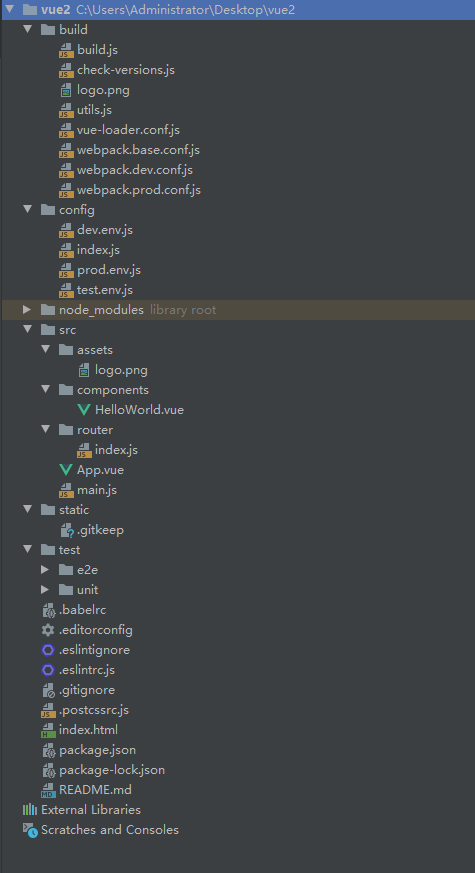 vue2 C:\Users\Administrator\Desktop\vue2
build
build.js
check-versions.js
logo.png
utils.js
vue-loader.conf.js
webpack.base.conf.js
webpack.dev.conf.js
webpack.prod.conf.js
config
dev.env.js
index.js
prod.env.js
test.env.js
node_modules library root
src
assets
logo.png
components
HelloWorld.vue
router
index.js
App.vue
main.js
static
.gitkeep
test
e2e
unit
.babelrc
.editorconfig
.eslintignore
.eslintrc.js
.gitignore
.postcssrc.js
index.html
package.json
package-lock.json
README.md
External Libraries
Scratches and Consoles